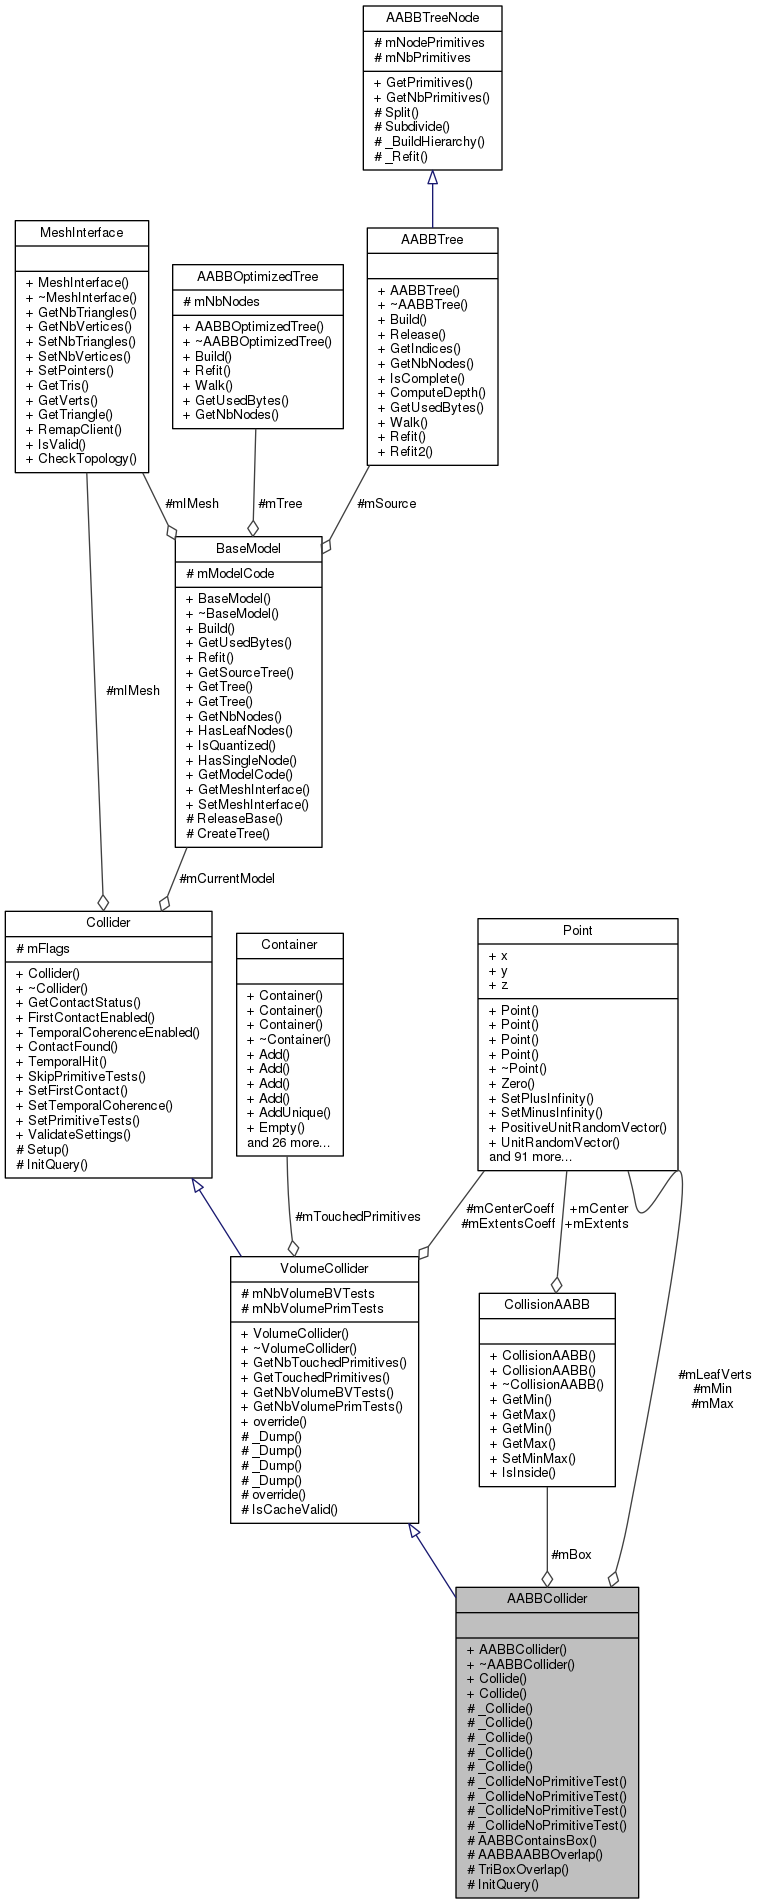 AABBTreeNode
# mNodePrimitives
# mNbPrimitives
+ GetPrimitives()
+ GetNbPrimitives()
# Split()
# Subdivide()
# _BuildHierarchy()
# _Refit()
MeshInterface
+ MeshInterface()
+ ~MeshInterface()
+ GetNbTriangles()
+ GetNbVertices()
+ SetNbTriangles()
+ SetNbVertices()
+ SetPointers()
+ GetTris()
+ GetVerts()
+ GetTriangle()
+ RemapClient()
+ IsValid()
+ CheckTopology()
AABBOptimizedTree
# mNbNodes
+ AABBOptimizedTree()
+ ~AABBOptimizedTree()
+ Build()
+ Refit()
+ Walk()
+ GetUsedBytes()
+ GetNbNodes()
AABBTree
+ AABBTree()
+ ~AABBTree()
+ Build()
+ Release()
+ GetIndices()
+ GetNbNodes()
+ IsComplete()
+ ComputeDepth()
+ GetUsedBytes()
+ Walk()
+ Refit()
+ Refit2()
#mIMesh
#mTree
#mSource
BaseModel
# mModelCode
+ BaseModel()
+ ~BaseModel()
+ Build()
+ GetUsedBytes()
+ Refit()
+ GetSourceTree()
+ GetTree()
+ GetTree()
+ GetNbNodes()
+ HasLeafNodes()
+ IsQuantized()
+ HasSingleNode()
+ GetModelCode()
+ GetMeshInterface()
+ SetMeshInterface()
# ReleaseBase()
# CreateTree()
#mIMesh
#mCurrentModel
Collider
# mFlags
+ Collider()
+ ~Collider()
+ GetContactStatus()
+ FirstContactEnabled()
+ TemporalCoherenceEnabled()
+ ContactFound()
+ TemporalHit()
+ SkipPrimitiveTests()
+ SetFirstContact()
+ SetTemporalCoherence()
+ SetPrimitiveTests()
+ ValidateSettings()
# Setup()
# InitQuery()
Container
+ Container()
+ Container()
+ Container()
+ ~Container()
+ Add()
+ Add()
+ Add()
+ Add()
+ AddUnique()
+ Empty()
and 26 more...
Point
+ x
+ y
+ z
+ Point()
+ Point()
+ Point()
+ Point()
+ ~Point()
+ Zero()
+ SetPlusInfinity()
+ SetMinusInfinity()
+ PositiveUnitRandomVector()
+ UnitRandomVector()
and 91 more...
#mTouchedPrimitives
#mCenterCoeff
#mExtentsCoeff
+mCenter
+mExtents
VolumeCollider
# mNbVolumeBVTests
# mNbVolumePrimTests
+ VolumeCollider()
+ ~VolumeCollider()
+ GetNbTouchedPrimitives()
+ GetTouchedPrimitives()
+ GetNbVolumeBVTests()
+ GetNbVolumePrimTests()
+ override()
# _Dump()
# _Dump()
# _Dump()
# _Dump()
# override()
# IsCacheValid()
CollisionAABB
+ CollisionAABB()
+ CollisionAABB()
+ ~CollisionAABB()
+ GetMin()
+ GetMax()
+ GetMin()
+ GetMax()
+ SetMinMax()
+ IsInside()
#mLeafVerts
#mMin
#mMax
#mBox
AABBCollider
+ AABBCollider()
+ ~AABBCollider()
+ Collide()
+ Collide()
# _Collide()
# _Collide()
# _Collide()
# _Collide()
# _Collide()
# _CollideNoPrimitiveTest()
# _CollideNoPrimitiveTest()
# _CollideNoPrimitiveTest()
# _CollideNoPrimitiveTest()
# AABBContainsBox()
# AABBAABBOverlap()
# TriBoxOverlap()
# InitQuery()